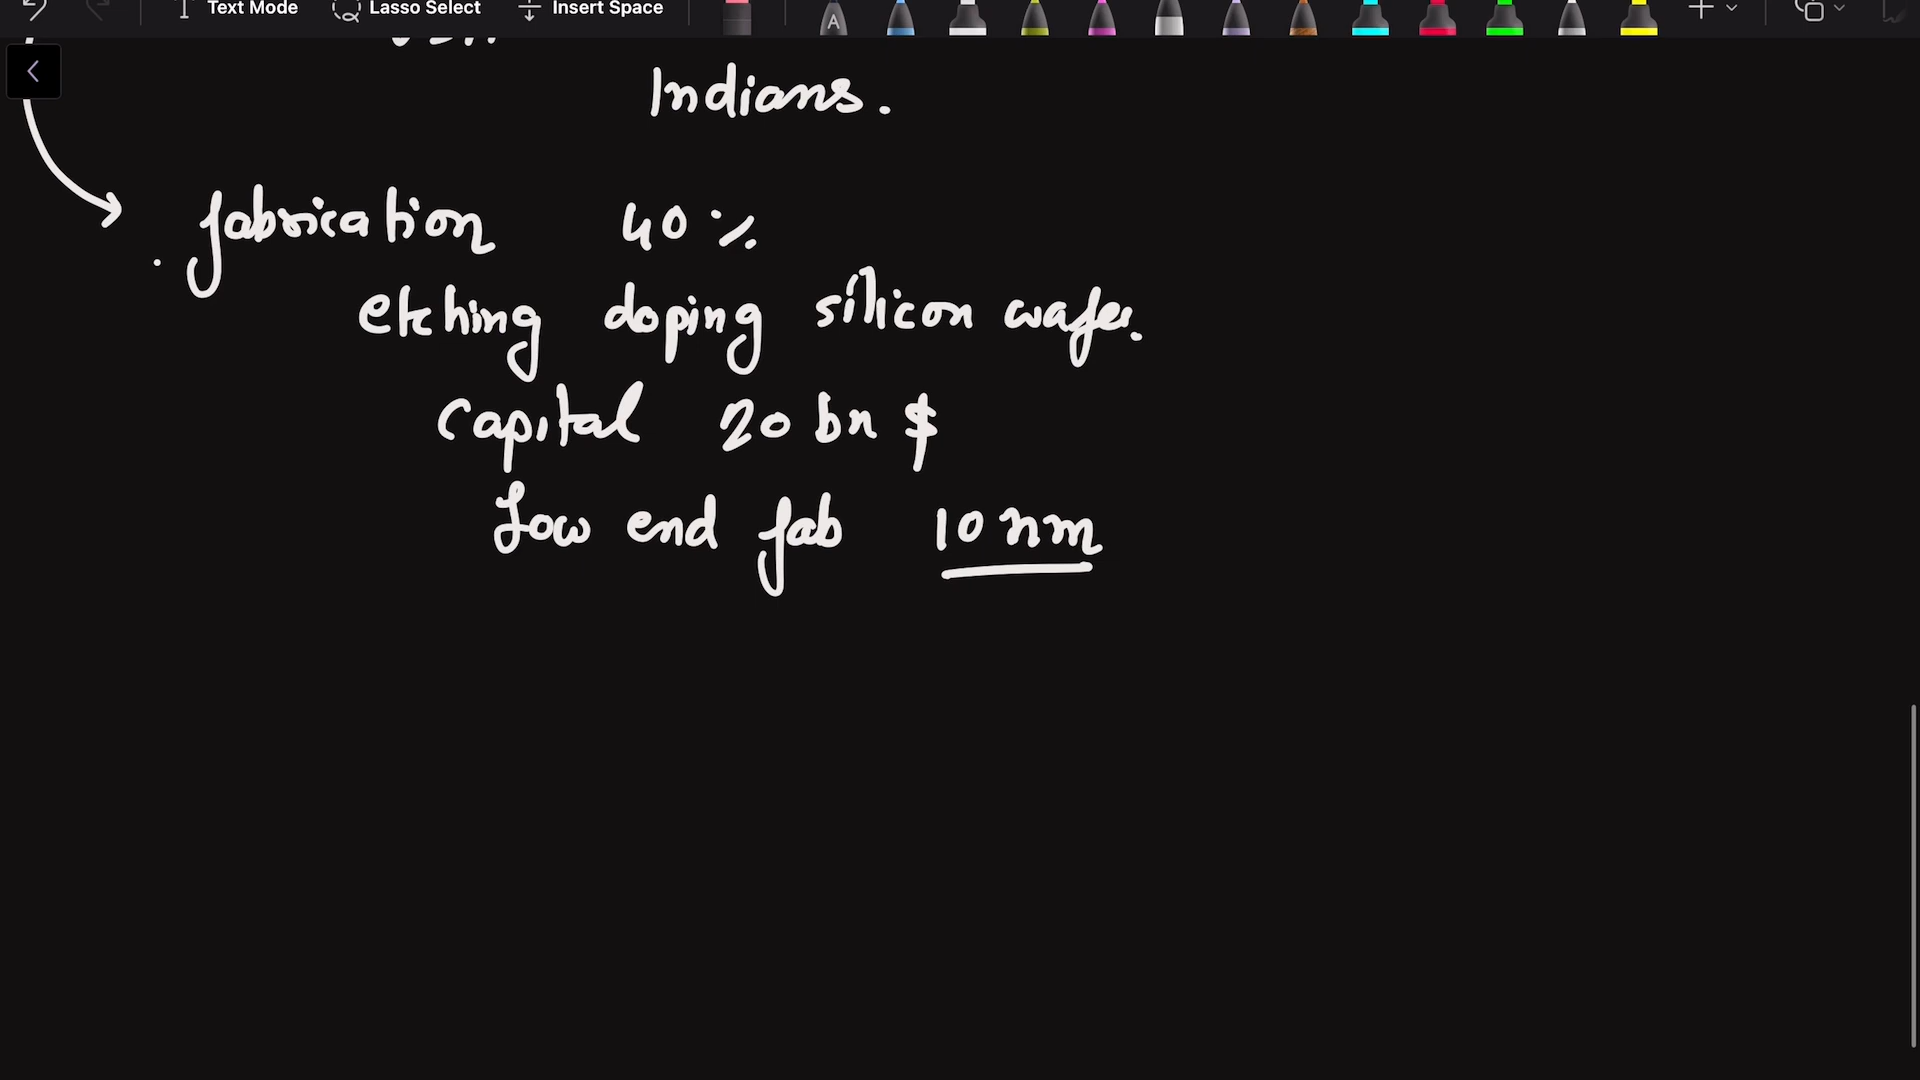 Text Mode Lasso Select Insert Space A
Indians.
fabrication 40 %
etching doping silicon wafer.
Capital 20 bn $
Low end fab 10 nm